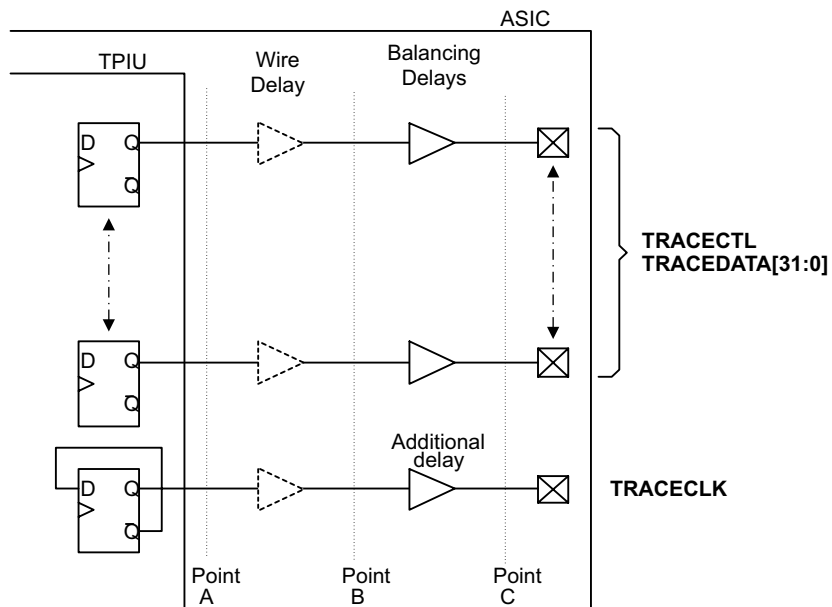 ASIC
TPIU
Wire
Delay
Balancing
Delays
D Q
Q̅
TRACECTL
TRACEDATA[31:0]
D Q
Q̅
Additional
delay
D Q
Q̅
TRACECLK
Point
A
Point
B
Point
C